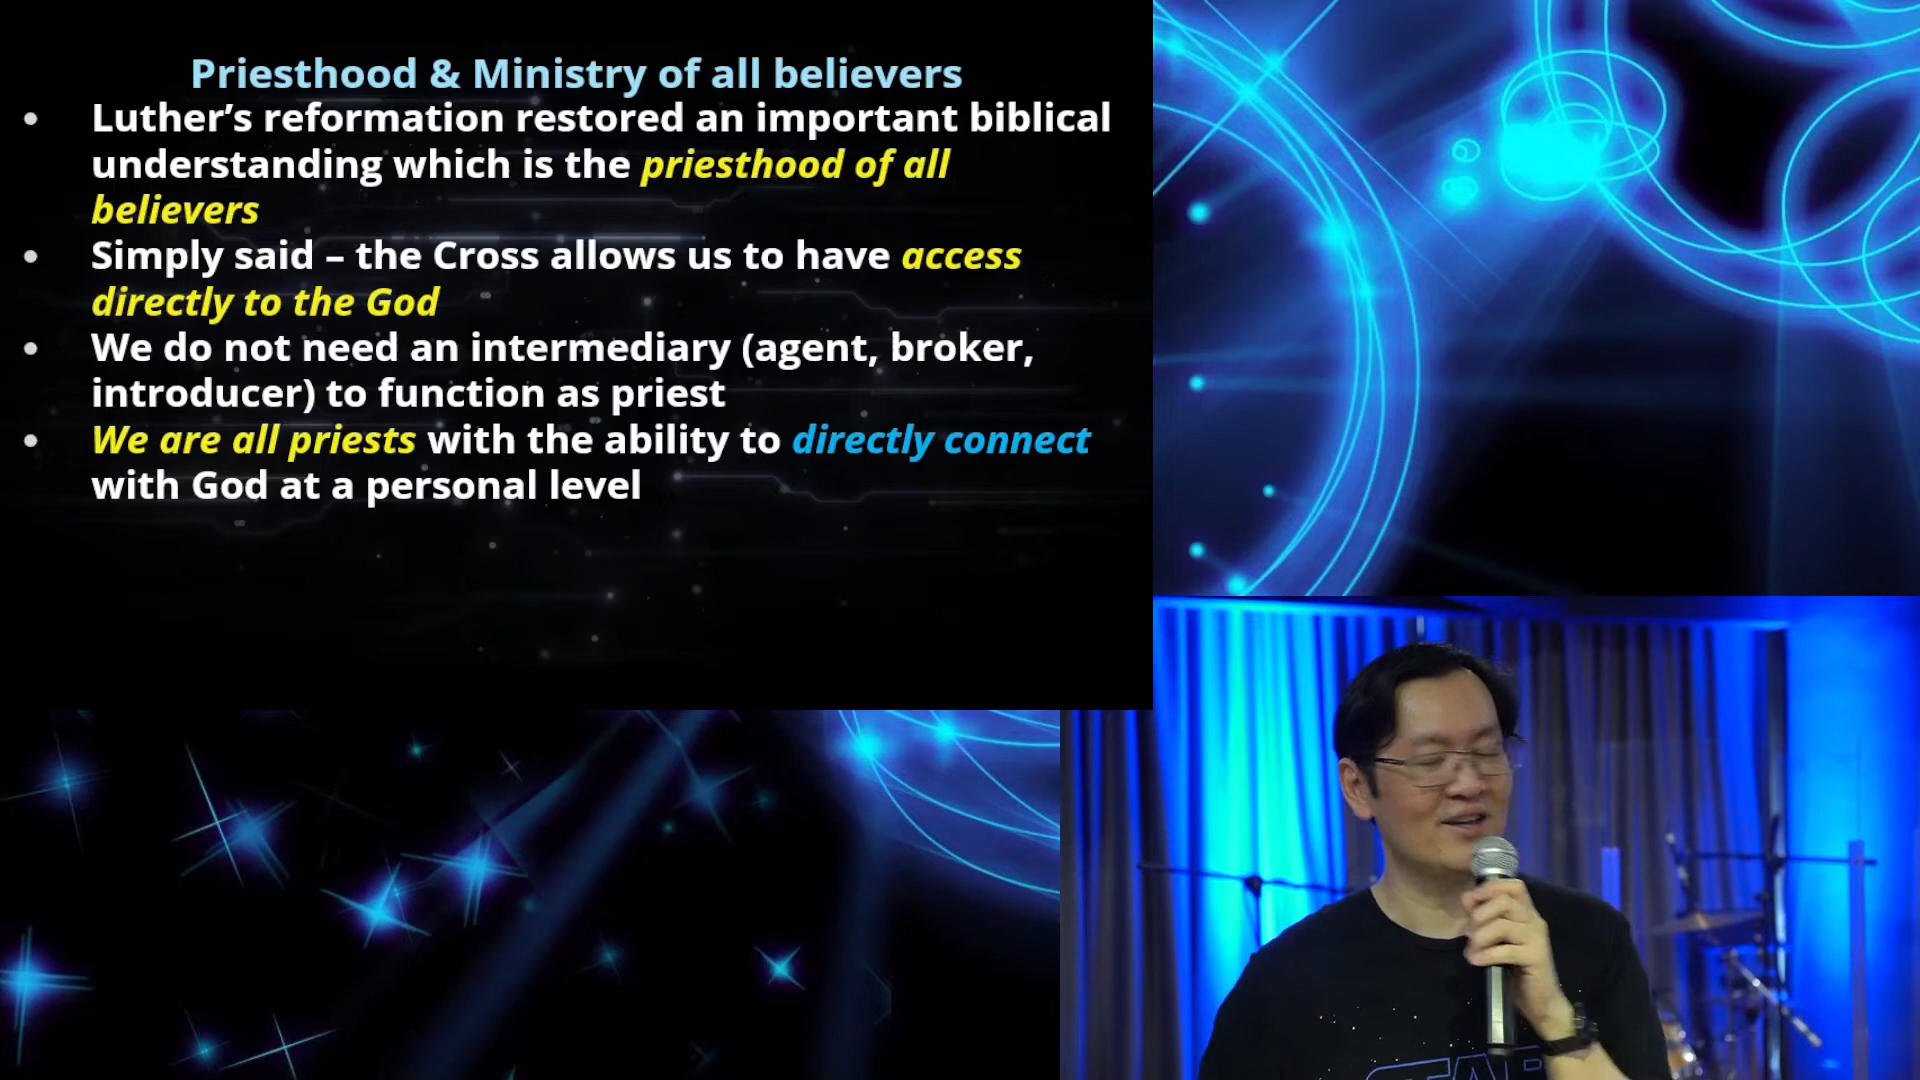 Priesthood & Ministry of all believers
• Luther’s reformation restored an important biblical
understanding which is the priesthood of all
believers
• Simply said – the Cross allows us to have access
directly to the God
• We do not need an intermediary (agent, broker,
introducer) to function as priest
• We are all priests with the ability to directly connect
with God at a personal level